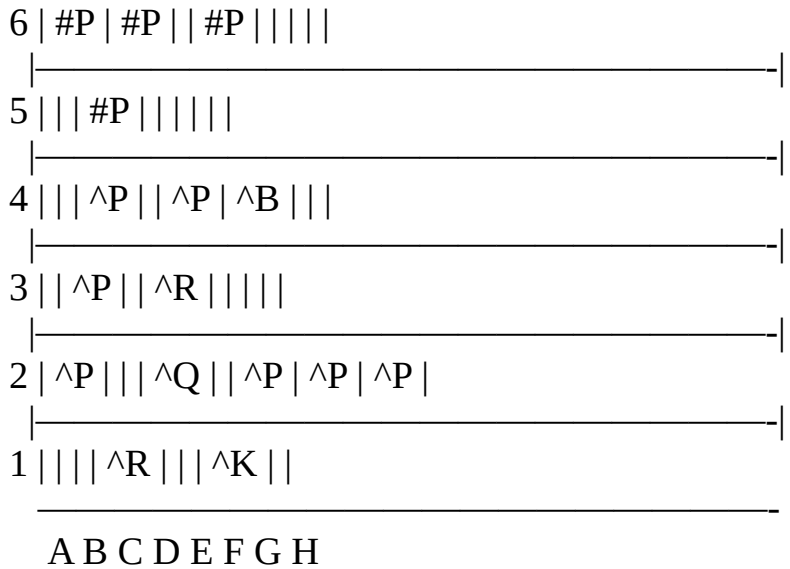 6 | #P | #P | | #P | | | | |
|———————————————————-|
5 | | | #P | | | | | |
|———————————————————-|
4 | | | ^P | | ^P | ^B | | |
|———————————————————-|
3 | | ^P | | ^R | | | | |
|———————————————————-|
2 | ^P | | | ^Q | | ^P | ^P | ^P |
|———————————————————-|
1 | | | | ^R | | | ^K | |
———————————————————-
A B C D E F G H